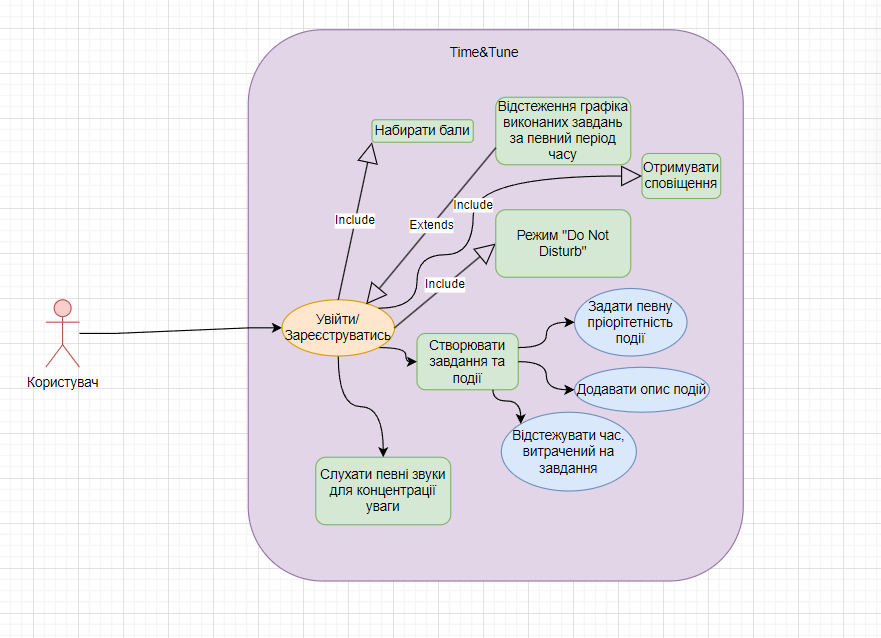 Time&Tune
Набирати бали
Відстеження графіка
виконаних завдань
за певний період
часу
Отримувати
сповіщення
Include
Include
Extends
Режим "Do Not
Disturb"
Include
Увійти/
Зареєструватись
Користувач
Створювати
завдання та
події
Задати певну
пріорітетність
події
Додавати опис подій
Відстежувати час,
витрачений на
завдання
Слухати певні звуки
для концентрації
уваги